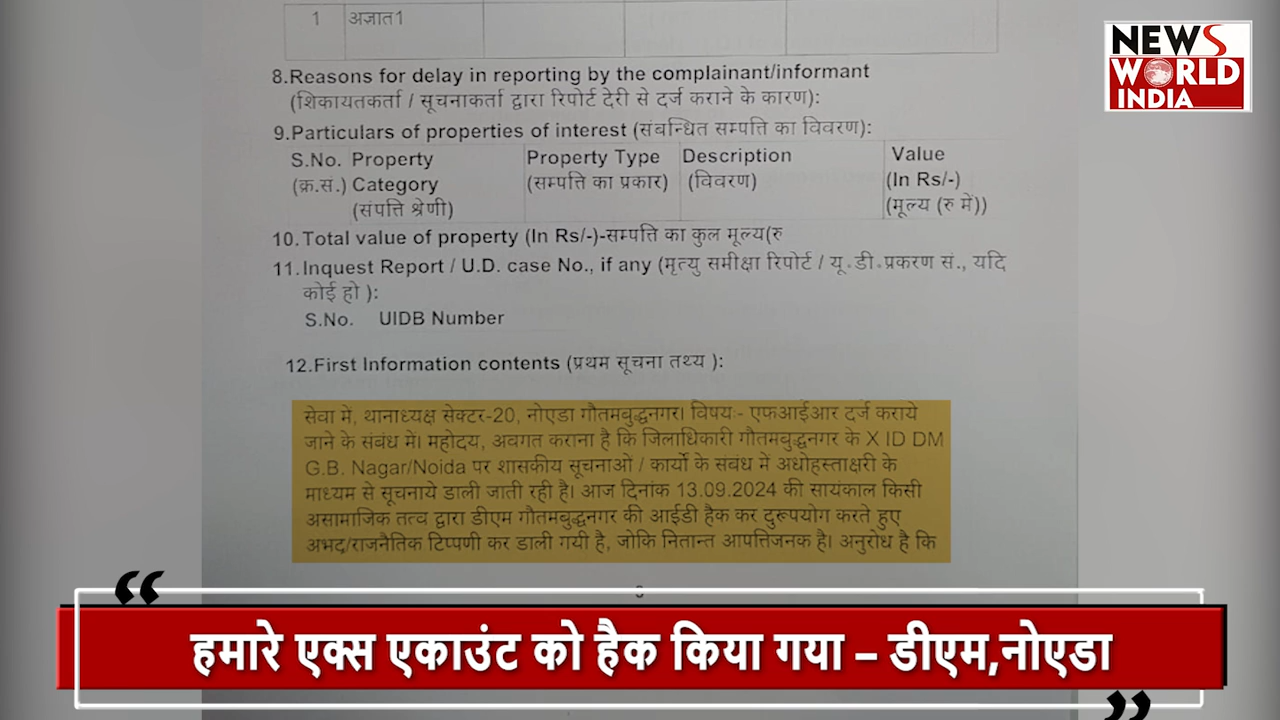 1 अज्ञात1
NEWS
WORLD
INDIA
8.Reasons for delay in reporting by the complainant/informant
(शिकायतकर्ता / सूचनाकर्ता द्वारा रिपोर्ट देरी से दर्ज कराने के कारण):
9.Particulars of properties of interest (संबन्धित सम्पत्ति का विवरण):
S.No. Property Property Type Description Value
(क्र.सं.) Category (सम्पत्ति का प्रकार) (विवरण) (In Rs/-)
(संपत्ति श्रेणी) (मूल्य (रु में))
10.Total value of property (In Rs/-)-सम्पत्ति का कुल मूल्य(रु
11.Inquest Report / U.D. case No., if any (मृत्यु समीक्षा रिपोर्ट / यू.डी.प्रकरण सं., यदि
कोई हो ):
S.No. UIDB Number
12.First Information contents (प्रथम सूचना तथ्य ):
सेवा में, थानाध्यक्ष सेक्टर-20, नोएडा गौतमबुद्धनगर। विषयः- एफआईआर दर्ज कराये
जाने के संबंध में। महोदय, अवगत कराना है कि जिलाधिकारी गौतमबुद्धनगर के X ID DM
G.B. Nagar/Noida पर शासकीय सूचनाओं / कार्यो के संबंध में अधोहस्ताक्षरी के
माध्यम से सूचनाये डाली जाती रही है। आज दिनांक 13.09.2024 की सायंकाल किसी
असामाजिक तत्व द्वारा डीएम गौतमबुद्धनगर की आईडी हैक कर दुरूपयोग करते हुए
अभद्र/राजनैतिक टिप्पणी कर डाली गयी है, जोकि नितान्त आपत्तिजनक है। अनुरोध है कि
“ हमारे एक्स एकाउंट को हैक किया गया – डीएम,नोएडा ”